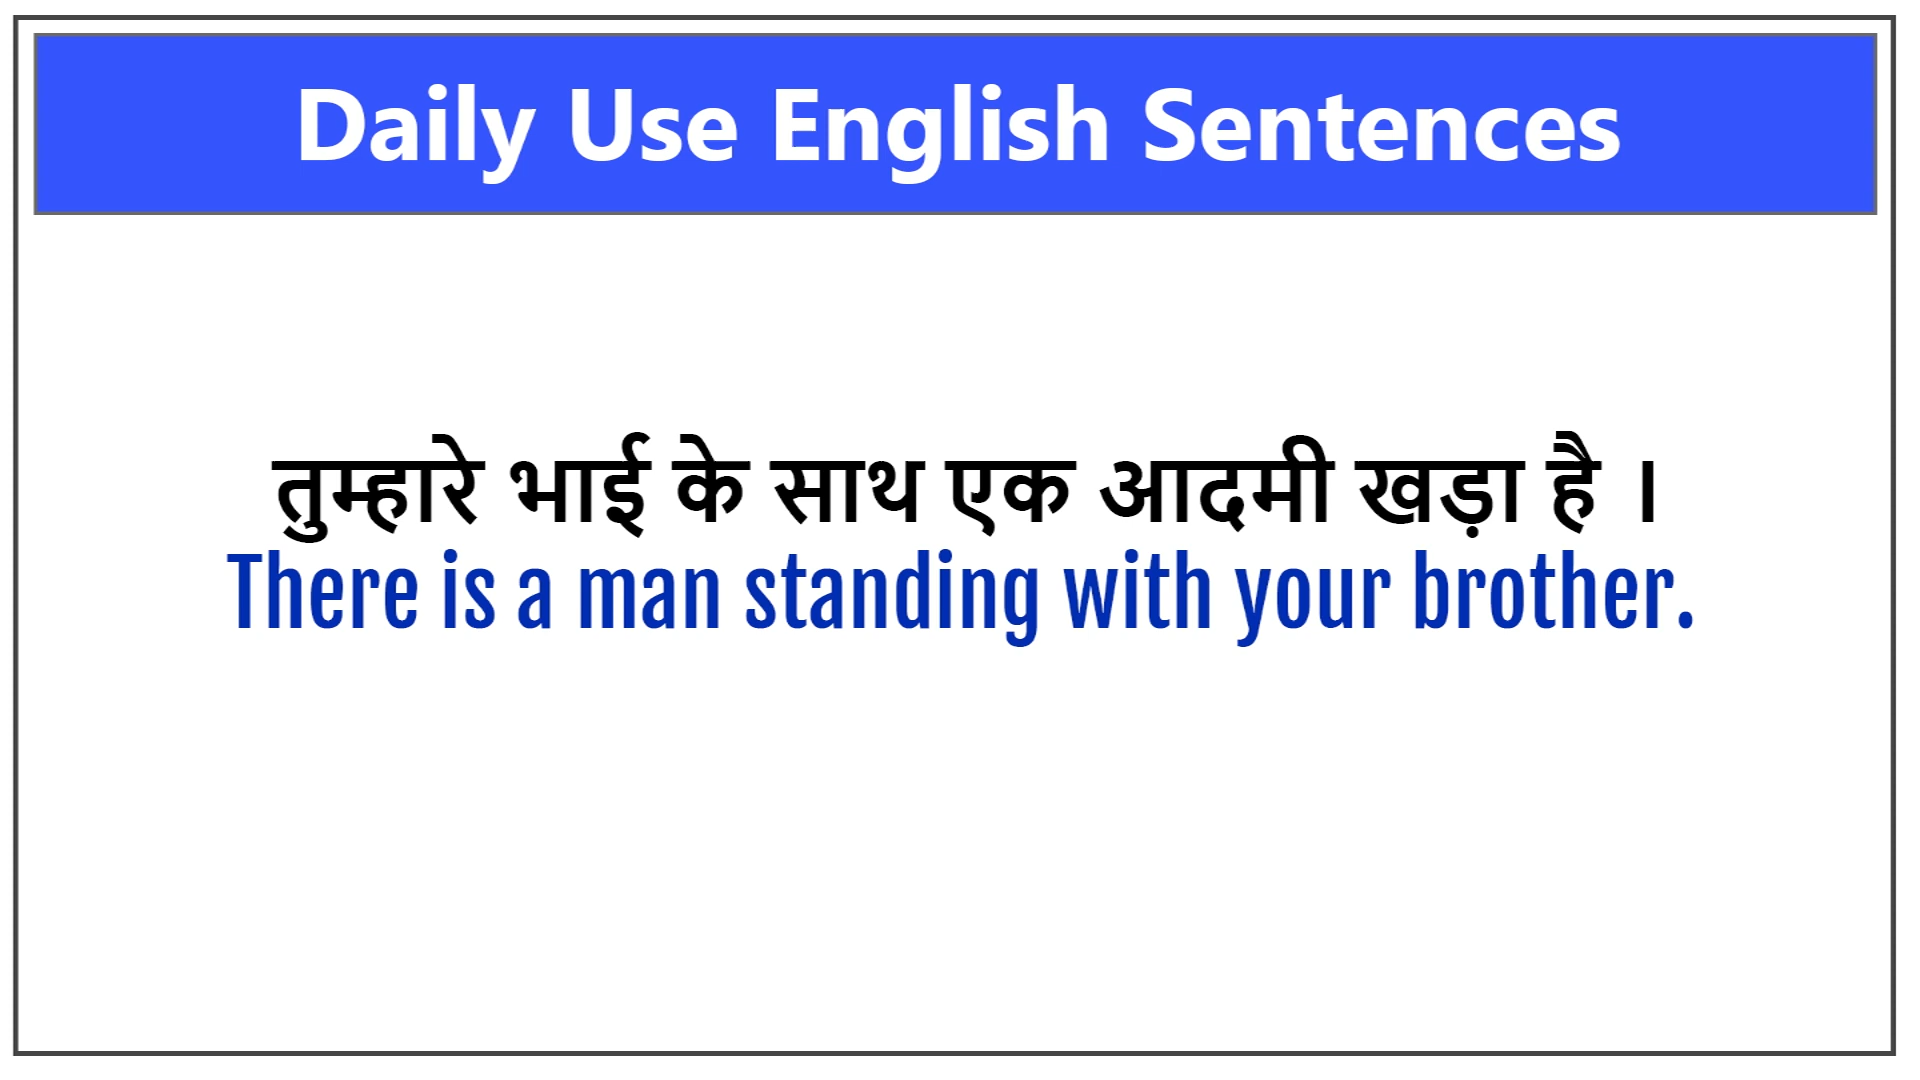 Daily Use English Sentences
तुम्हारे भाई के साथ एक आदमी खड़ा है ।
There is a man standing with your brother.